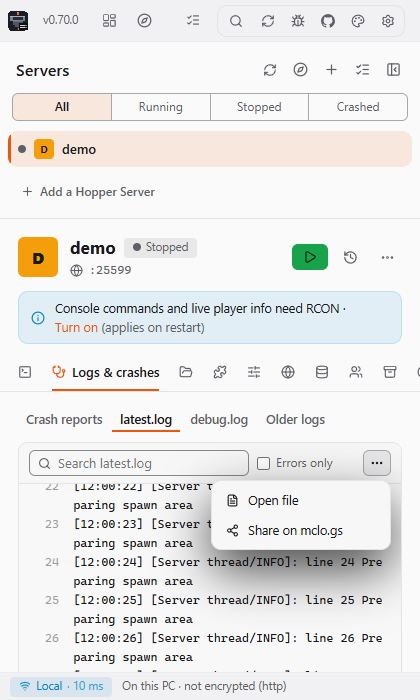 v0.70.0
Servers
All
Running
Stopped
Crashed
D
demo
Add a Hopper Server
D
demo
Stopped
:25599
Console commands and live player info need RCON ·
Turn on (applies on restart)
Logs & crashes
Crash reports
latest.log
debug.log
Older logs
Search latest.log
Errors only
22 [12:00:22] [Server t
paring spawn area
23 [12:00:23] [Server t
paring spawn area
Open file
Share on mclo.gs
24 [12:00:24] [Server thread/INFO]: line 24 Pre
paring spawn area
25 [12:00:25] [Server thread/INFO]: line 25 Pre
paring spawn area
26 [12:00:26] [Server thread/INFO]: line 26 Pre
paring spawn area
Local · 10 ms
On this PC · not encrypted (http)